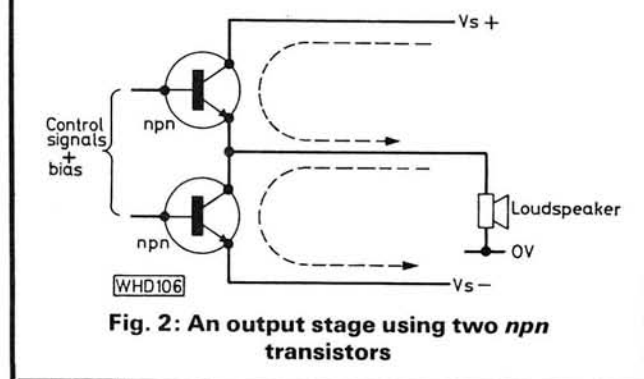 Vs +
npn
Control
signals
+
bias
Loudspeaker
npn
0V
WHD106
Vs −
Fig. 2: An output stage using two npn
transistors